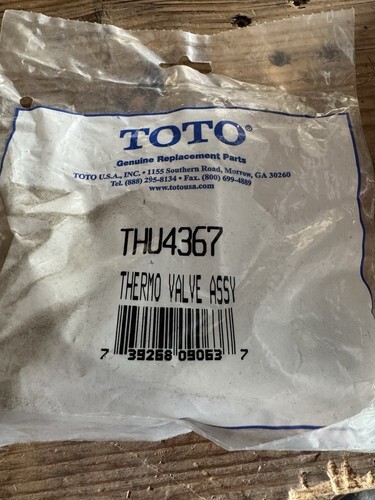 TOTO®
Genuine Replacement Parts
TOTO U.S.A., INC. • 1155 Southern Road, Morrow, GA 30260
Tel. (888) 295-8134 • Fax. (800) 699-4889
www.totousa.com
THU4367
THERMO VALVE ASSY
7 39268 09063 7